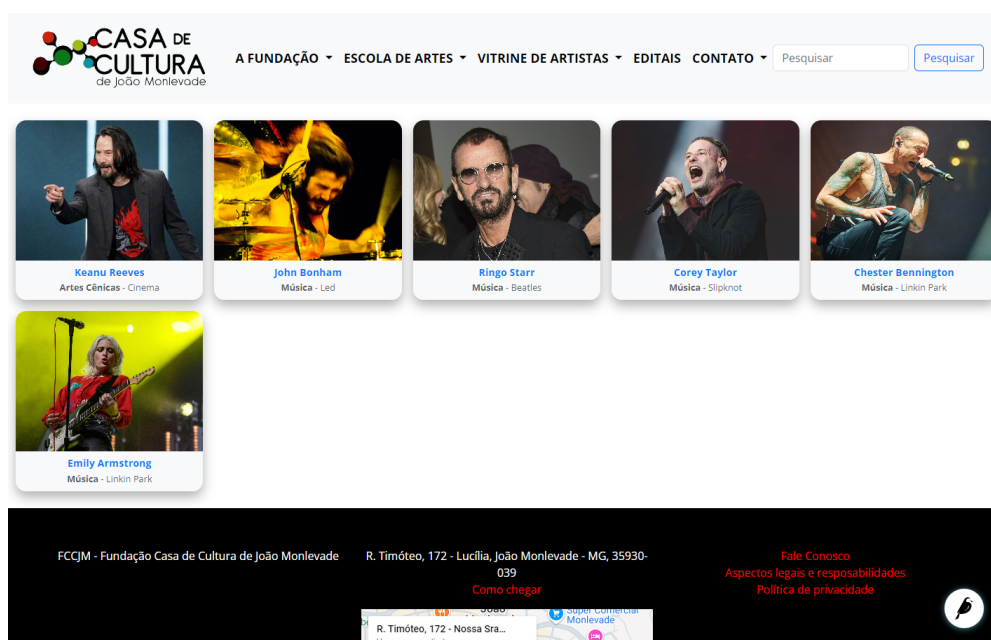 CASA DE
CULTURA
de João Monlevade
A FUNDAÇÃO
ESCOLA DE ARTES
VITRINE DE ARTISTAS
EDITAIS
CONTATO
Pesquisar
Pesquisar
Keanu Reeves
Artes Cênicas - Cinema
John Bonham
Música - Led
Ringo Starr
Música - Beatles
Corey Taylor
Música - Slipknot
Chester Bennington
Música - Linkin Park
Emily Armstrong
Música - Linkin Park
FCCJM - Fundação Casa de Cultura de João Monlevade
R. Timóteo, 172 - Lucília, João Monlevade - MG, 35930-
039
Como chegar
Fale Conosco
Aspectos legais e resposabilidades
Política de privacidade
João
Super Comercial
Monlevade
R. Timóteo, 172 - Nossa Sra...